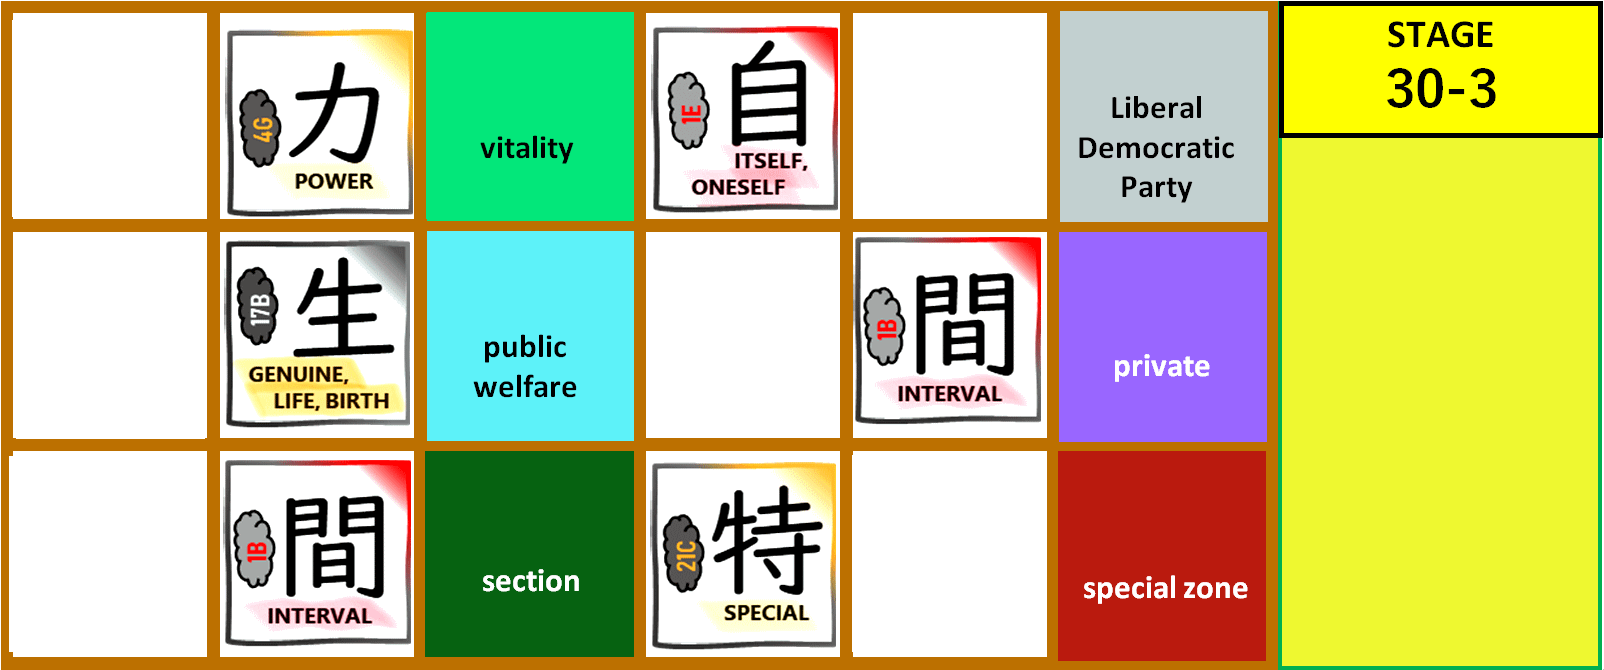 4G
力
POWER
vitality
1E
自
ITSELF,
ONESELF
Liberal
Democratic
Party
STAGE
30-3
17B
生
GENUINE,
LIFE, BIRTH
public
welfare
1B
間
INTERVAL
private
1B
間
INTERVAL
section
21C
特
SPECIAL
special zone